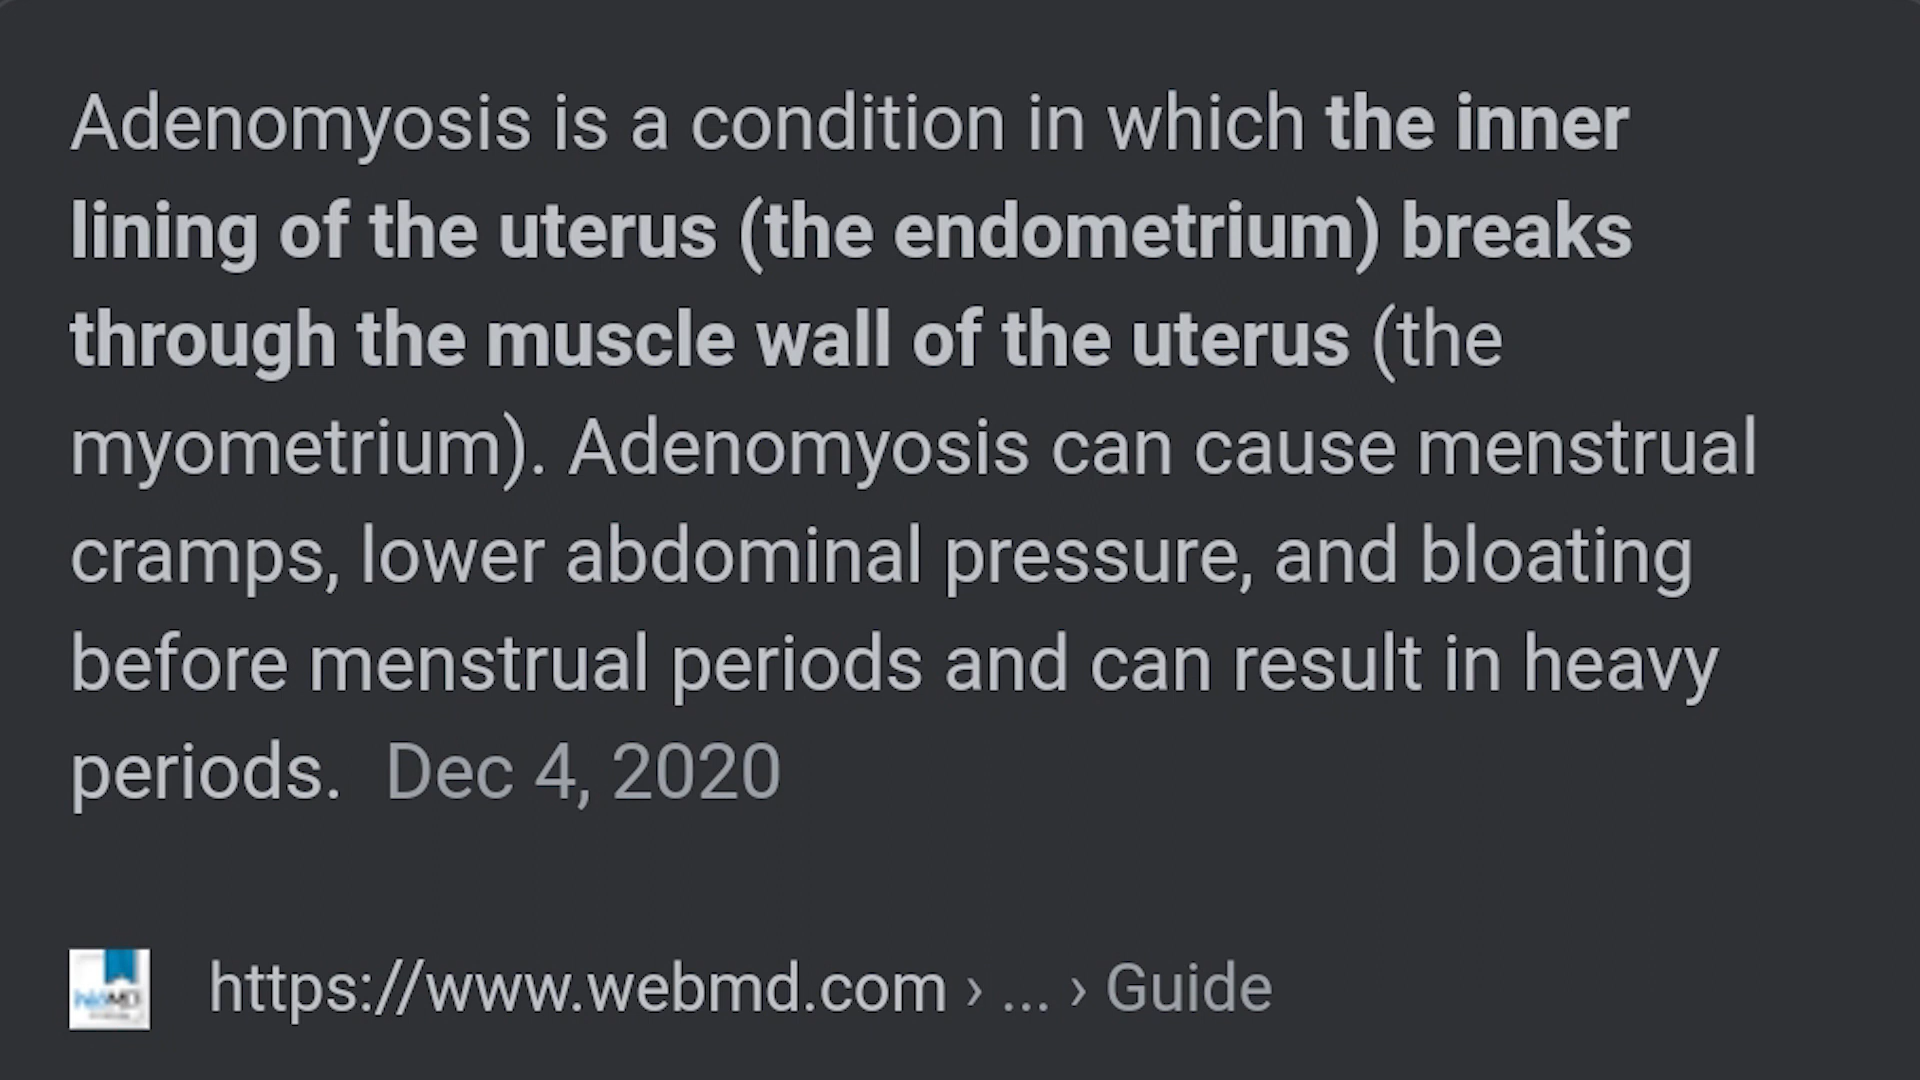 Adenomyosis is a condition in which the inner
lining of the uterus (the endometrium) breaks
through the muscle wall of the uterus (the
myometrium). Adenomyosis can cause menstrual
cramps, lower abdominal pressure, and bloating
before menstrual periods and can result in heavy
periods. Dec 4, 2020
https://www.webmd.com › ... › Guide